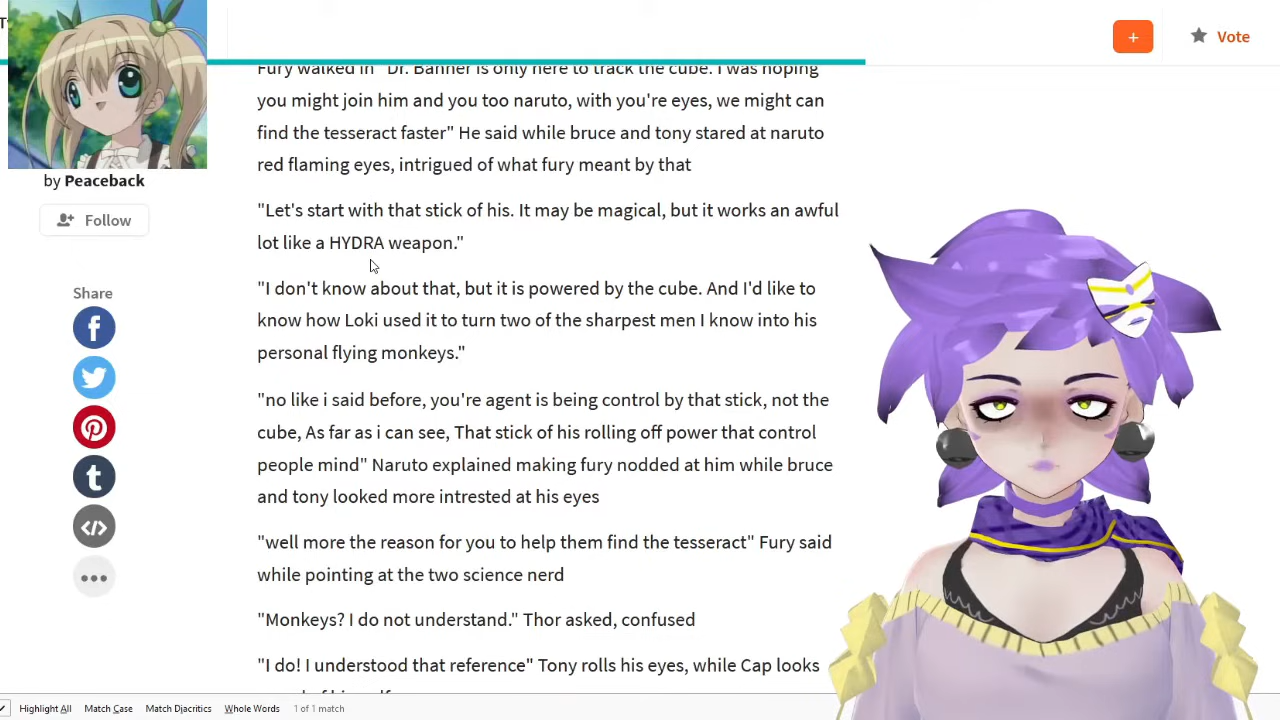 T
+
Vote
Fury walked in "Dr. Banner is only here to track the cube. I was hoping
you might join him and you too naruto, with you're eyes, we might can
find the tesseract faster" He said while bruce and tony stared at naruto
red flaming eyes, intrigued of what fury meant by that
by Peaceback
Follow
"Let's start with that stick of his. It may be magical, but it works an awful
lot like a HYDRA weapon."
Share
"I don't know about that, but it is powered by the cube. And I'd like to
know how Loki used it to turn two of the sharpest men I know into his
personal flying monkeys."
"no like i said before, you're agent is being control by that stick, not the
cube, As far as i can see, That stick of his rolling off power that control
people mind" Naruto explained making fury nodded at him while bruce
and tony looked more intrested at his eyes
"well more the reason for you to help them find the tesseract" Fury said
while pointing at the two science nerd
"Monkeys? I do not understand." Thor asked, confused
"I do! I understood that reference" Tony rolls his eyes, while Cap looks
Highlight All Match Case Match Diacritics Whole Words 1 of 1 match